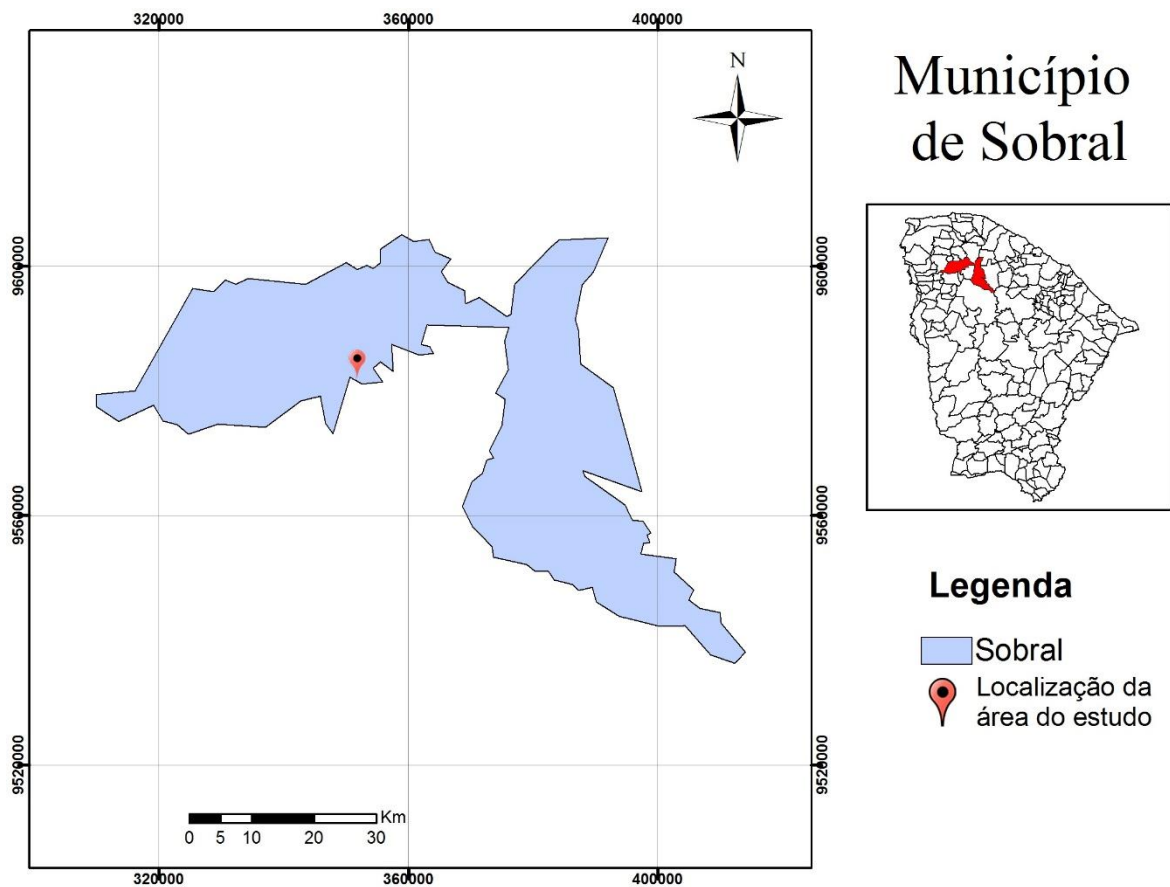 320000 360000 400000
N
Município
de Sobral
9600000 9600000
9560000 9560000
Legenda
Sobral
Localização da
área do estudo
9520000 9520000
Km
0 5 10 20 30
320000 360000 400000